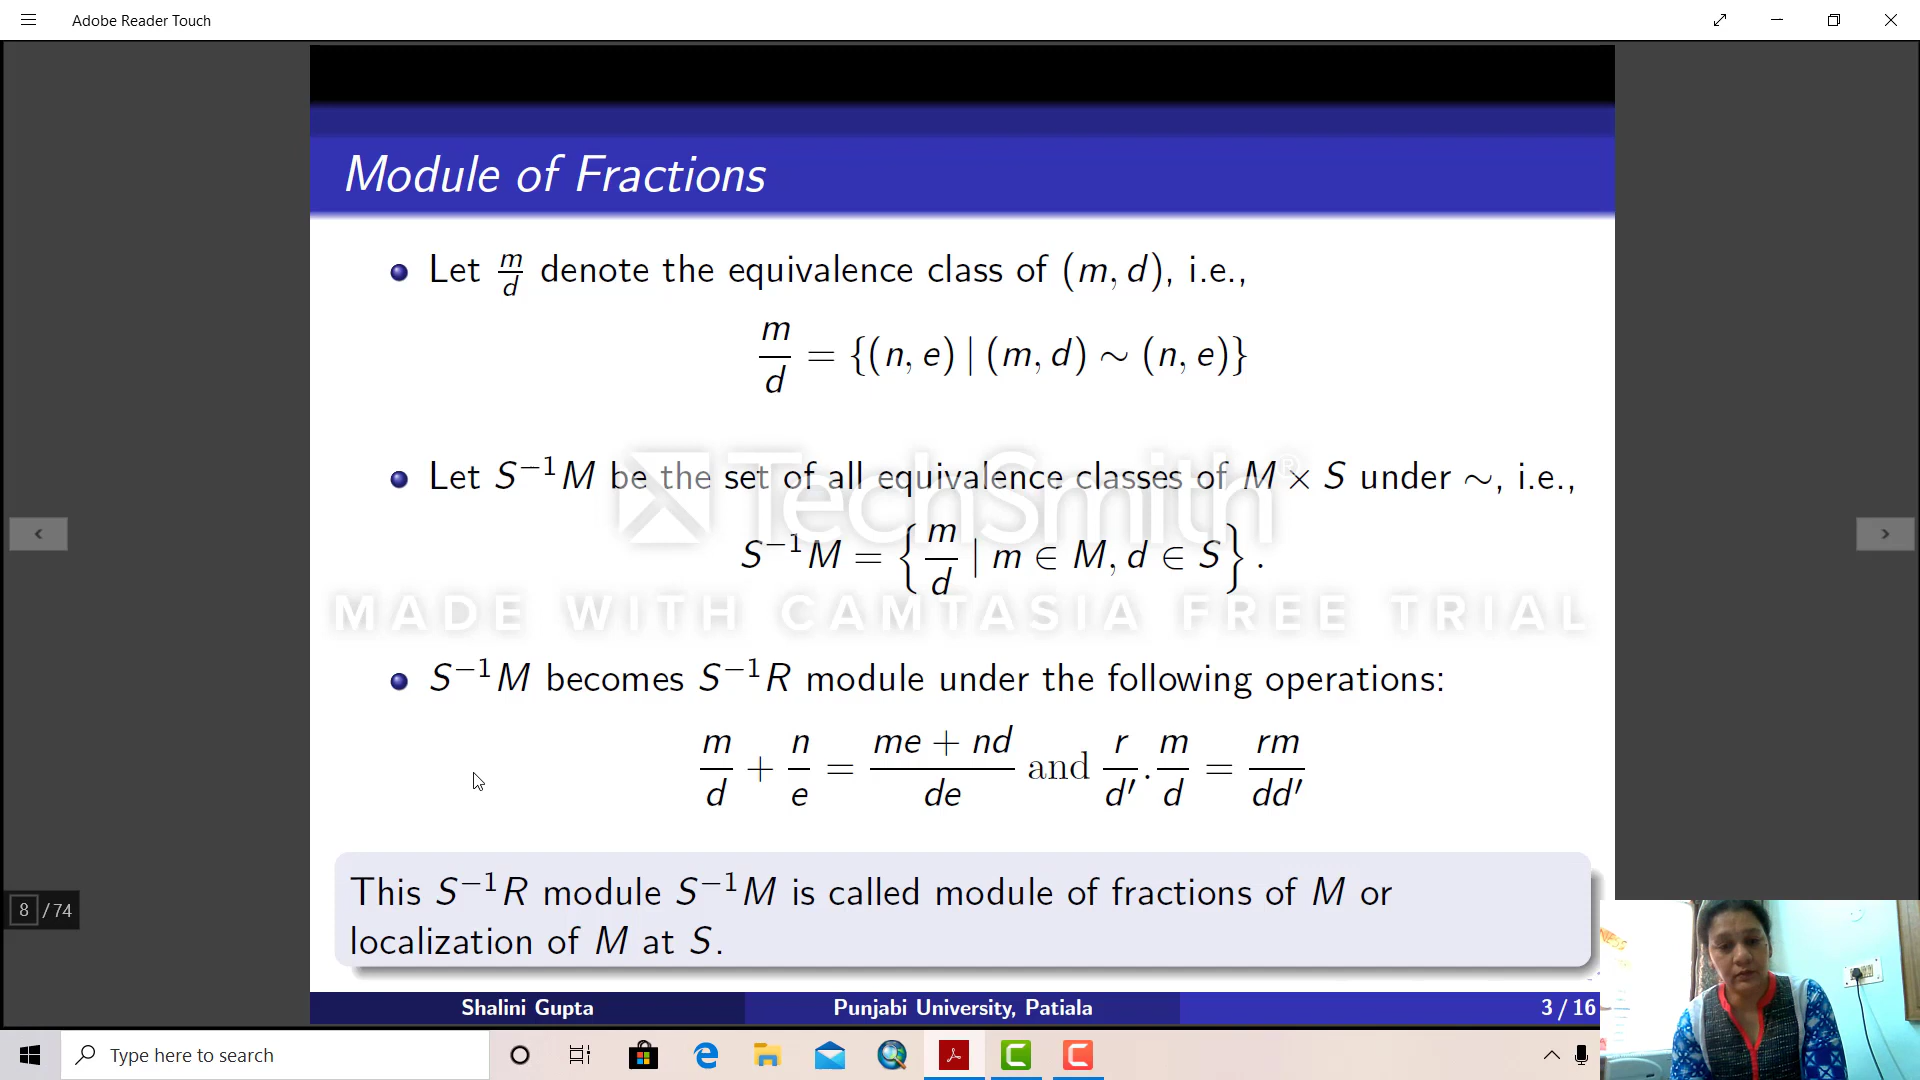 Adobe Reader Touch
Module of Fractions
Let m/d denote the equivalence class of (m, d), i.e.,
m/d = {(n, e) | (m, d) ∼ (n, e)}
Let S⁻¹M be the set of all equivalence classes of M × S under ∼, i.e.,
TechSmith®
S⁻¹M = {m/d | m ∈ M, d ∈ S}.
MADE WITH CAMTASIA FREE TRIAL
S⁻¹M becomes S⁻¹R module under the following operations:
m/d + n/e = (me + nd)/de and r/d′ . m/d = rm/dd′
This S⁻¹R module S⁻¹M is called module of fractions of M or
localization of M at S.
8 / 74
Shalini Gupta Punjabi University, Patiala 3 / 16
Type here to search